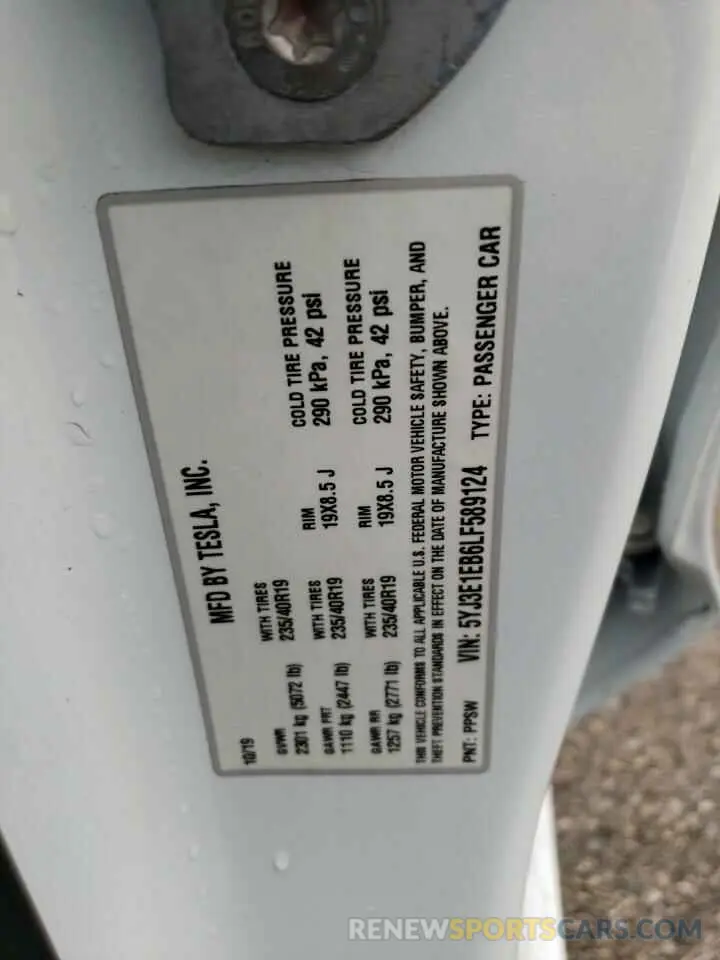 MFD BY TESLA, INC.
10/19
GVWR
2301 kg (5072 lb)
WITH TIRES
235/40R19
RIM
19X8.5 J
COLD TIRE PRESSURE
290 kPa, 42 psi
GAWR FRT
1110 kg (2447 lb)
WITH TIRES
235/40R19
RIM
19X8.5 J
COLD TIRE PRESSURE
290 kPa, 42 psi
GAWR RR
1257 kg (2771 lb)
WITH TIRES
235/40R19
THIS VEHICLE CONFORMS TO ALL APPLICABLE U.S. FEDERAL MOTOR VEHICLE SAFETY, BUMPER, AND
THEFT PREVENTION STANDARDS IN EFFECT ON THE DATE OF MANUFACTURE SHOWN ABOVE.
PNT: PPSW VIN: 5YJ3E1EB6LF589124 TYPE: PASSENGER CAR
RENEWSPORTSCARS.COM